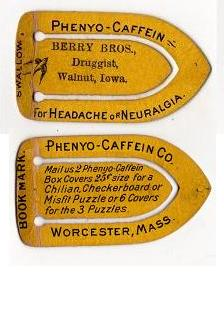 SWALLOW
PHENYO-CAFFEIN
BERRY BROS.,
Druggist,
Walnut, Iowa.
for HEADACHE or NEURALGIA.
BOOK MARK.
PHENYO-CAFFEIN CO.
Mail us 2 Phenyo-Caffein
Box Covers 25¢ size for a
Chilian, Checkerboard or
Misfit Puzzle or 6 Covers
for the 3 Puzzles.
WORCESTER, MASS.